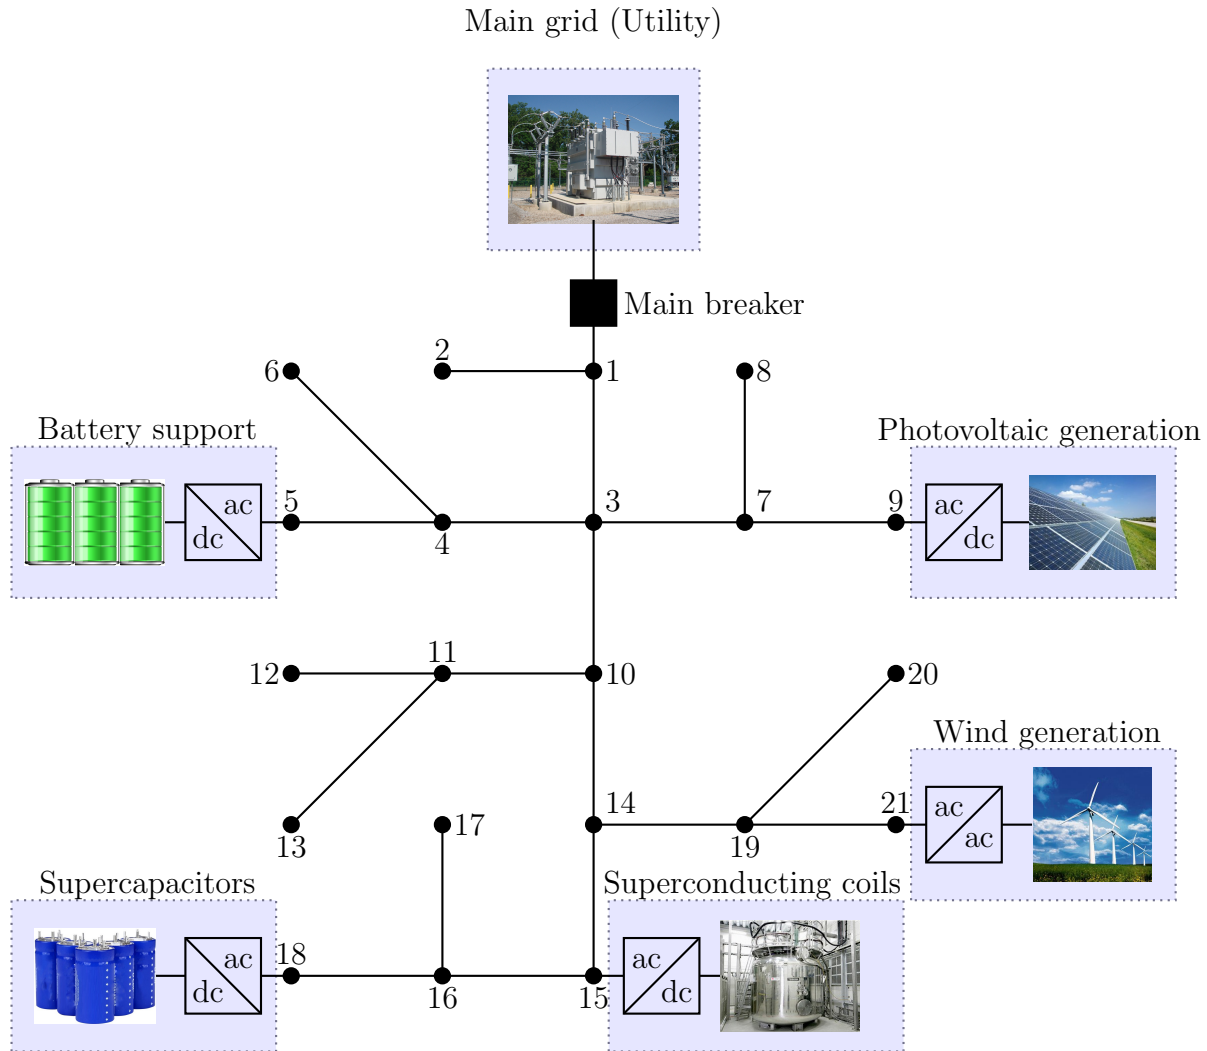 Main grid (Utility)
Main breaker
6
2
1
8
Battery support
Photovoltaic generation
ac
dc
5
4
3
7
9
ac
dc
12
11
10
20
Wind generation
13
17
14
19
21
ac
ac
Supercapacitors
Superconducting coils
ac
dc
18
16
15
ac
dc